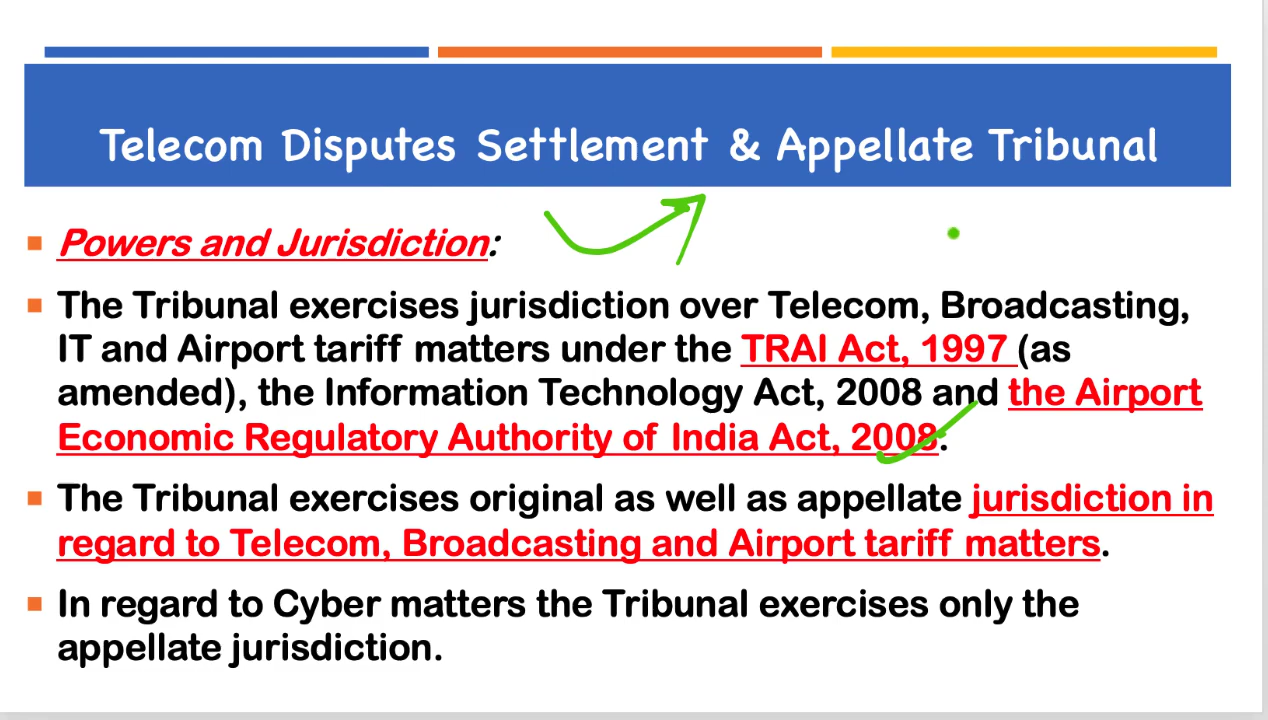 Telecom Disputes Settlement & Appellate Tribunal
Powers and Jurisdiction:
The Tribunal exercises jurisdiction over Telecom, Broadcasting,
IT and Airport tariff matters under the TRAI Act, 1997 (as
amended), the Information Technology Act, 2008 and the Airport
Economic Regulatory Authority of India Act, 2008.
The Tribunal exercises original as well as appellate jurisdiction in
regard to Telecom, Broadcasting and Airport tariff matters.
In regard to Cyber matters the Tribunal exercises only the
appellate jurisdiction.